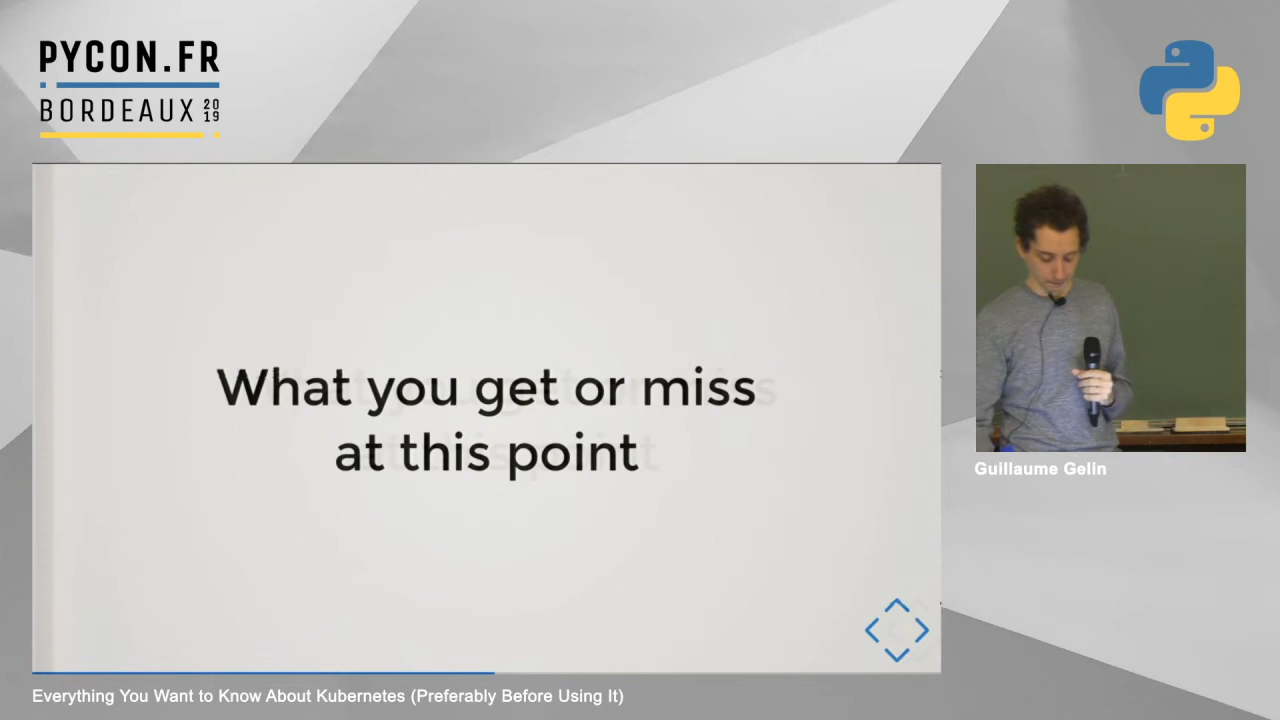 PYCON.FR
BORDEAUX 2019
What you get or miss
at this point
Guillaume Gelin
Everything You Want to Know About Kubernetes (Preferably Before Using It)